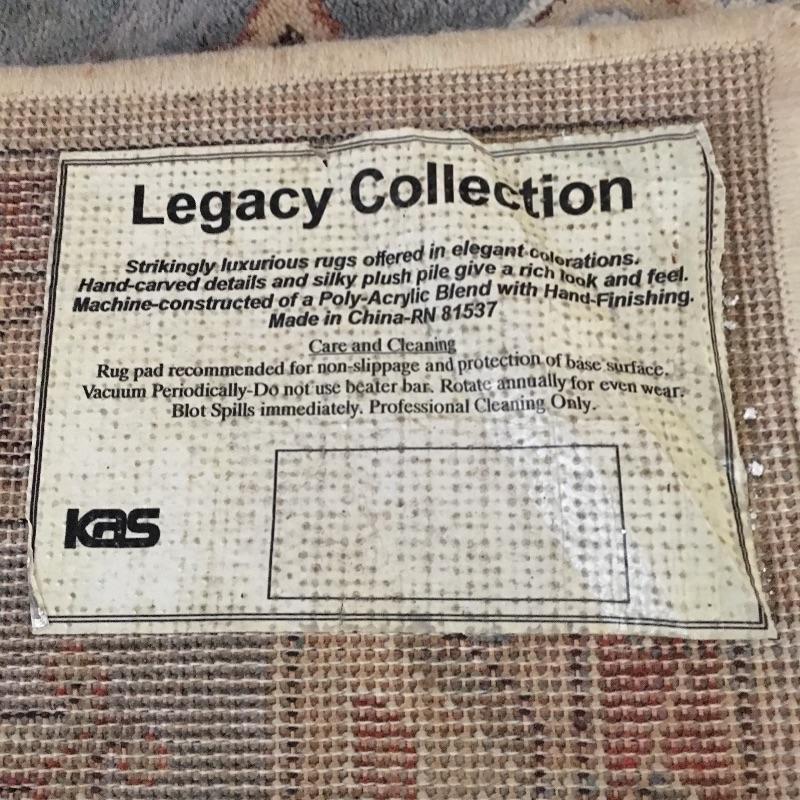 Legacy Collection
Strikingly luxurious rugs offered in elegant colorations.
Hand-carved details and silky plush pile give a rich look and feel.
Machine-constructed of a Poly-Acrylic Blend with Hand-Finishing.
Made in China-RN 81537
Care and Cleaning
Rug pad recommended for non-slippage and protection of base surface.
Vacuum Periodically-Do not use beater bar. Rotate annually for even wear.
Blot Spills immediately. Professional Cleaning Only.
kas